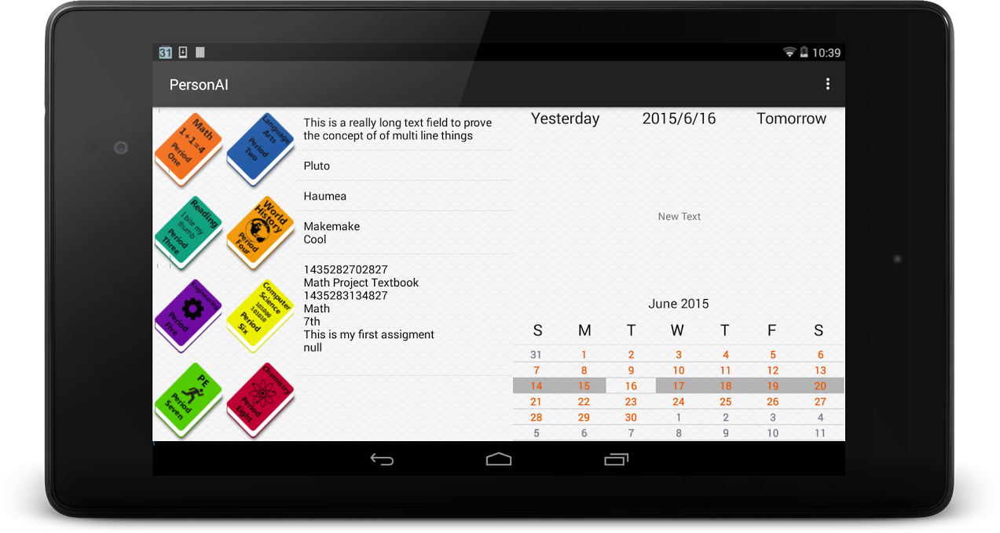 31
10:39
PersonAI
Math
1+1=4
Period
One
Language
Arts
Period
Two
Reading
I bite my
thumb
Period
Three
World
History
Period
Four
Engineering
Period
Five
Computer
Science
101000
101010
Period
Six
PE
Period
Seven
Chemistry
Period
Eight
This is a really long text field to prove
the concept of of multi line things
Pluto
Haumea
Makemake
Cool
1435282702827
Math Project Textbook
1435283134827
Math
7th
This is my first assigment
null
Yesterday 2015/6/16 Tomorrow
New Text
June 2015
S M T W T F S
31 1 2 3 4 5 6
7 8 9 10 11 12 13
14 15 16 17 18 19 20
21 22 23 24 25 26 27
28 29 30 1 2 3 4
5 6 7 8 9 10 11